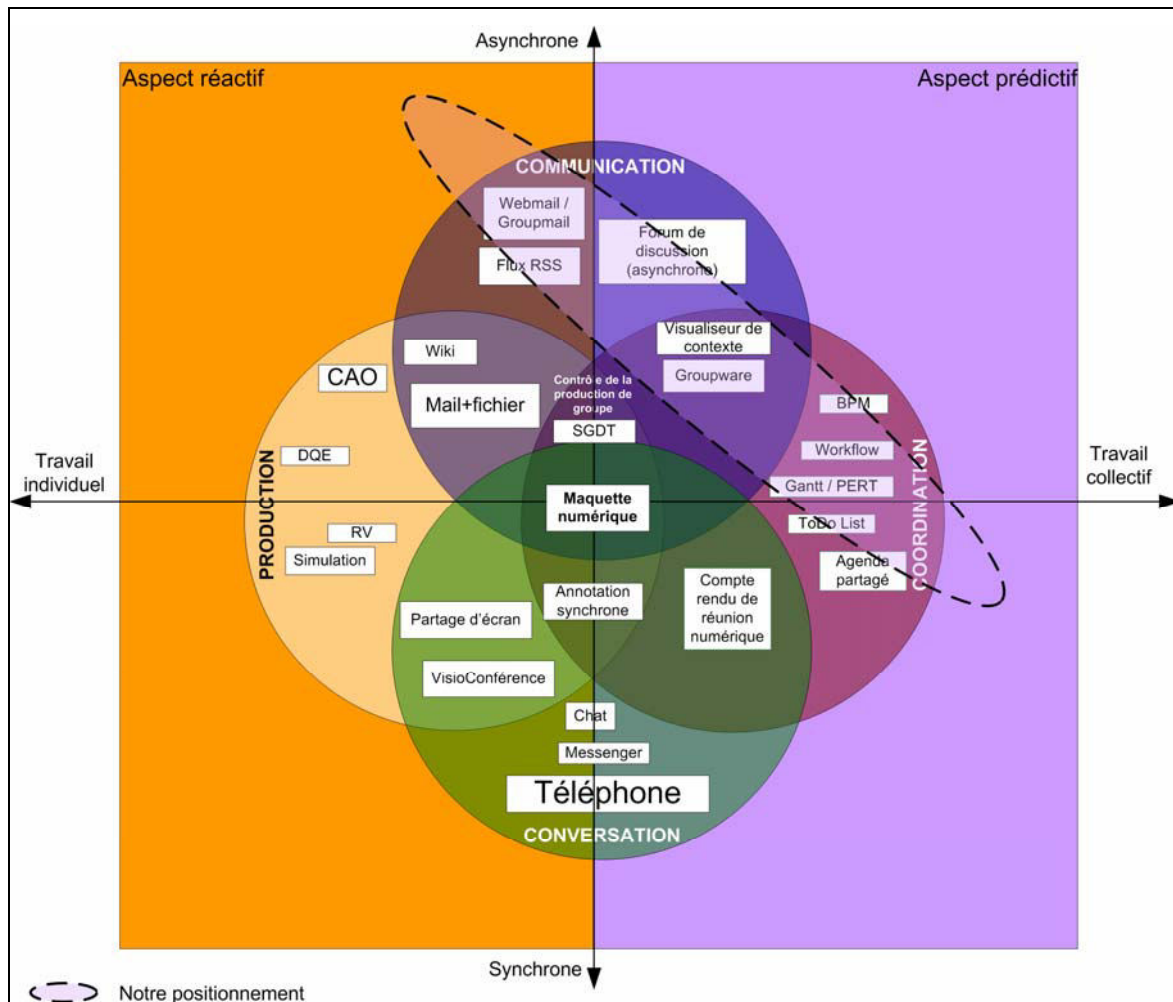 Asynchrone
Aspect réactif
Aspect prédictif
COMMUNICATION
Webmail /
Groupmail
Forum de
discussion
(asynchrone)
Flux RSS
Visualiseur de
contexte
Wiki
Groupware
CAO
Contrôle de la
production de
groupe
Mail+fichier
BPM
SGDT
DQE
Workflow
Travail
individuel
Travail
collectif
Gantt / PERT
Maquette
numérique
PRODUCTION
COORDINATION
ToDo List
RV
Simulation
Agenda
partagé
Annotation
synchrone
Compte
rendu de
réunion
numérique
Partage d'écran
VisioConférence
Chat
Messenger
Téléphone
CONVERSATION
Synchrone
Notre positionnement